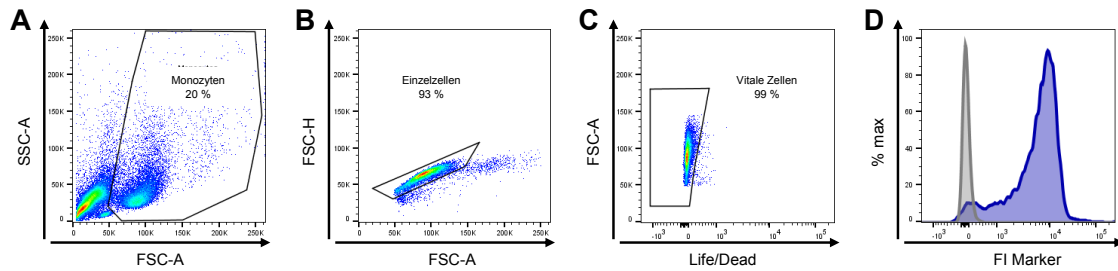 A
SSC-A
250K
200K
150K
100K
50K
0
Monozyten
20 %
0
50K
100K
150K
200K
250K
FSC-A
B
FSC-H
250K
200K
150K
100K
50K
0
Einzelzellen
93 %
0
50K
100K
150K
200K
250K
FSC-A
C
FSC-A
250K
200K
150K
100K
50K
0
Vitale Zellen
99 %
-10³
0
10³
10⁴
10⁵
Life/Dead
D
% max
100
80
60
40
20
0
-10³
0
10³
10⁴
10⁵
FI Marker